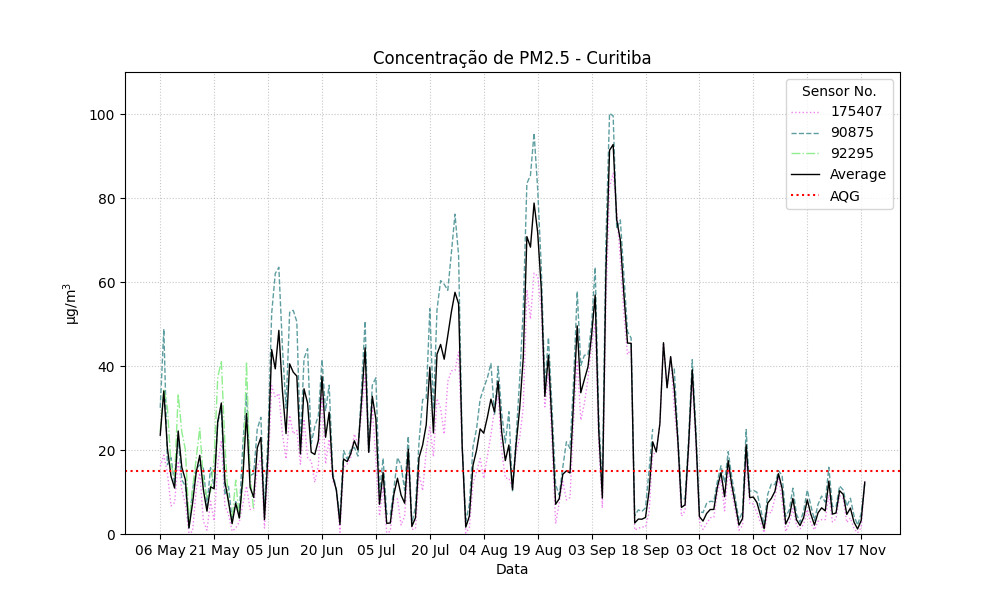 Concentração de PM2.5 - Curitiba
Sensor No.
175407
90875
92295
Average
AQG
100
80
60
40
20
0
µg/m³
06 May 21 May 05 Jun 20 Jun 05 Jul 20 Jul 04 Aug 19 Aug 03 Sep 18 Sep 03 Oct 18 Oct 02 Nov 17 Nov
Data